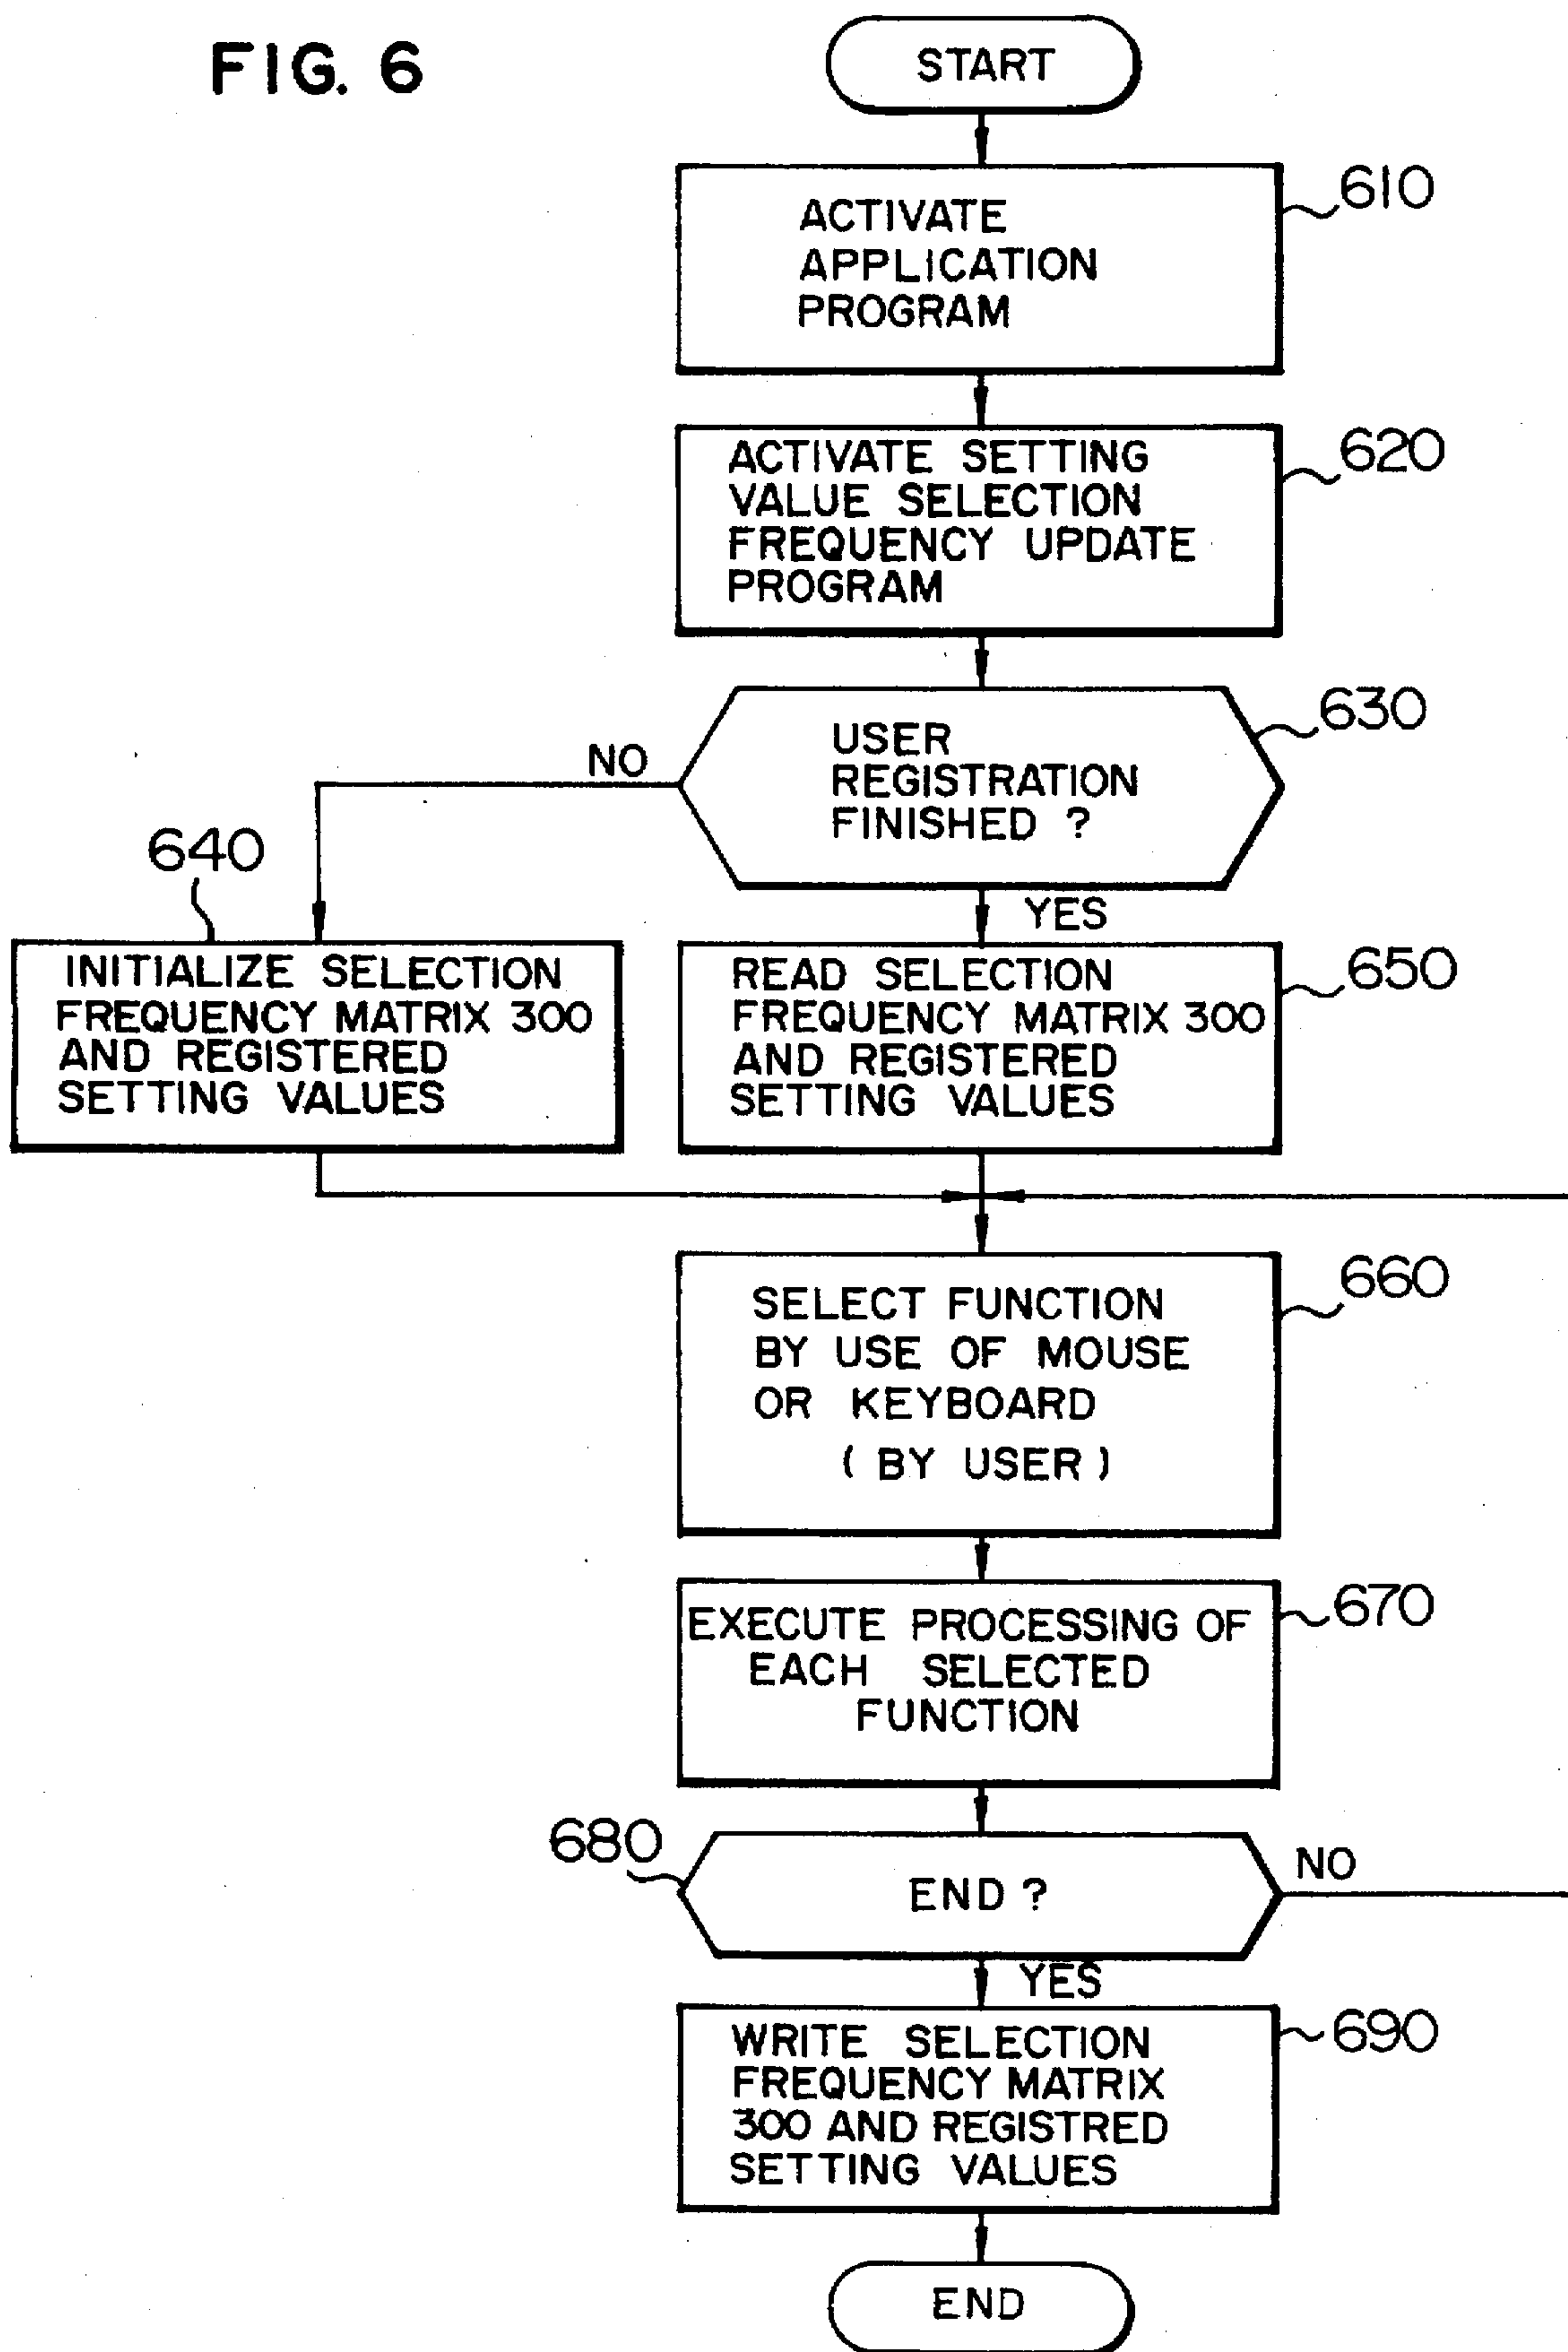 FIG. 6
START
610
ACTIVATE
APPLICATION
PROGRAM
620
ACTIVATE SETTING
VALUE SELECTION
FREQUENCY UPDATE
PROGRAM
630
USER
REGISTRATION
FINISHED ?
NO
YES
640
INITIALIZE SELECTION
FREQUENCY MATRIX 300
AND REGISTERED
SETTING VALUES
650
READ SELECTION
FREQUENCY MATRIX 300
AND REGISTERED
SETTING VALUES
660
SELECT FUNCTION
BY USE OF MOUSE
OR KEYBOARD
( BY USER )
670
EXECUTE PROCESSING OF
EACH SELECTED
FUNCTION
680
END ?
NO
YES
690
WRITE SELECTION
FREQUENCY MATRIX
300 AND REGISTRED
SETTING VALUES
END